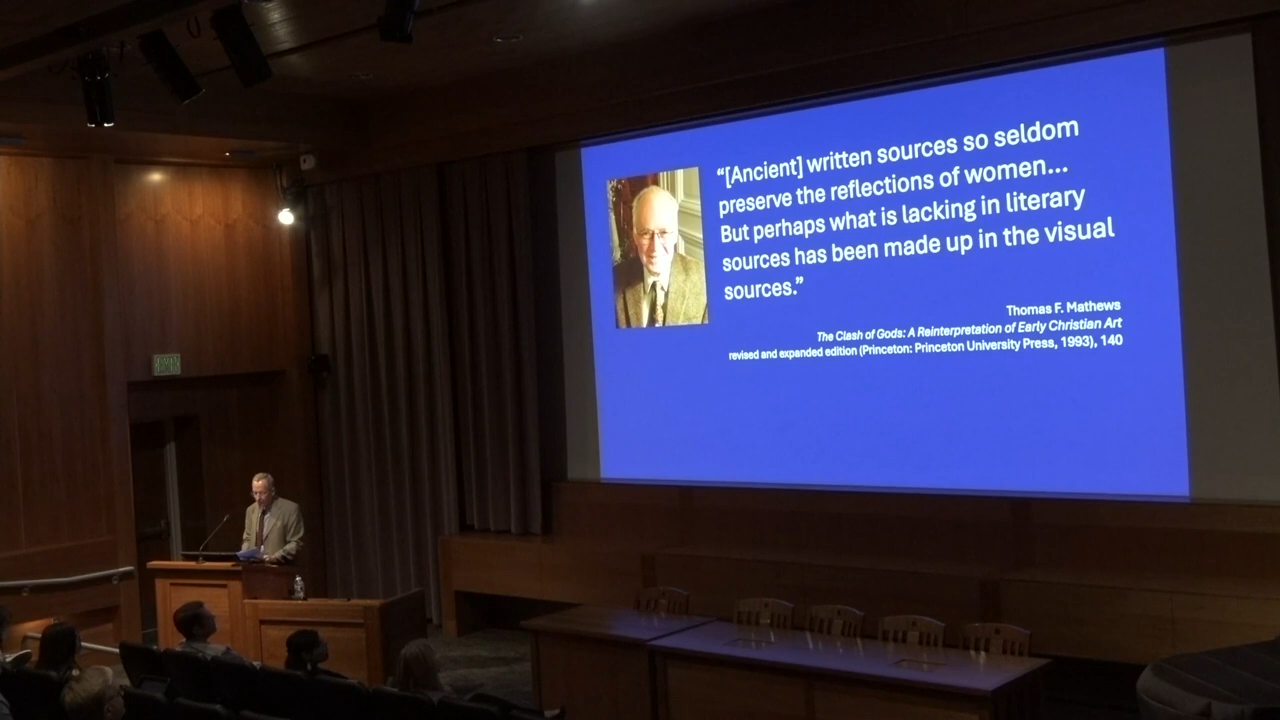 “[Ancient] written sources so seldom
preserve the reflections of women...
But perhaps what is lacking in literary
sources has been made up in the visual
sources.”
Thomas F. Mathews
The Clash of Gods: A Reinterpretation of Early Christian Art
revised and expanded edition (Princeton: Princeton University Press, 1993), 140